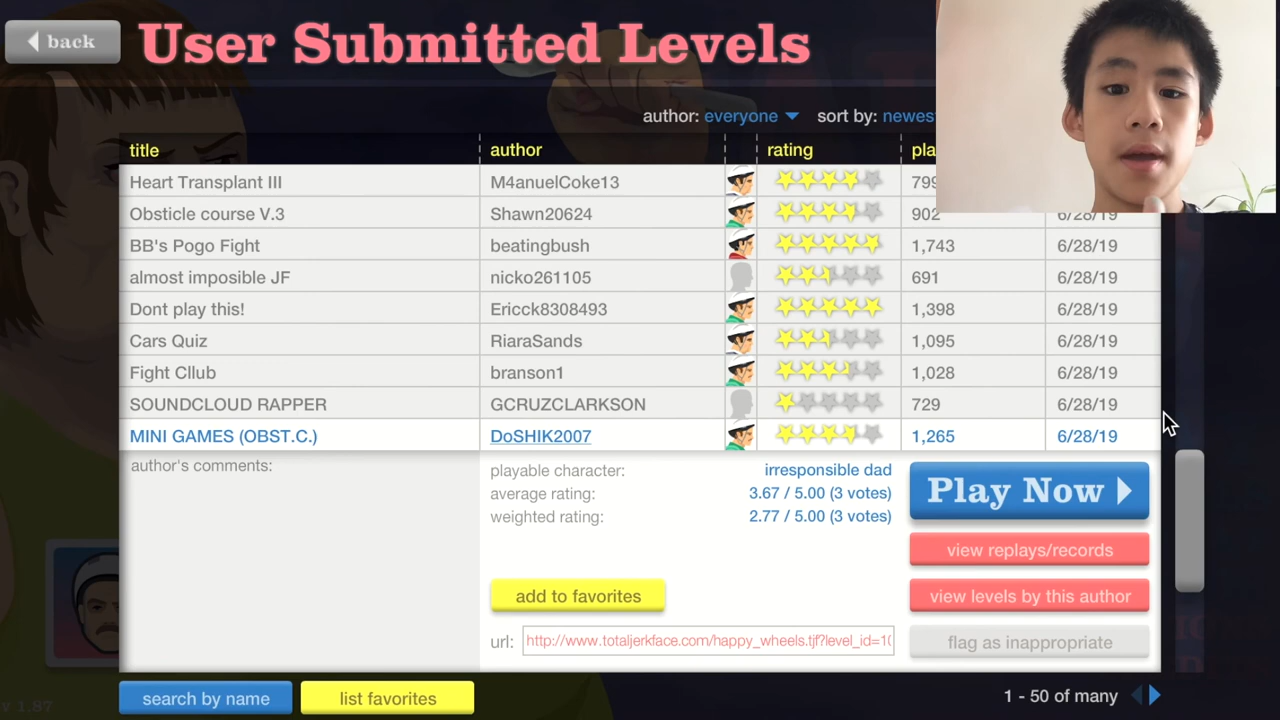 back
User Submitted Levels
author: everyone sort by: newes
title author rating pla
Heart Transplant III M4anuelCoke13 799
Obsticle course V.3 Shawn20624 902 6/28/19
BB's Pogo Fight beatingbush 1,743 6/28/19
almost imposible JF nicko261105 691 6/28/19
Dont play this! Ericck8308493 1,398 6/28/19
Cars Quiz RiaraSands 1,095 6/28/19
Fight Cllub branson1 1,028 6/28/19
SOUNDCLOUD RAPPER GCRUZCLARKSON 729 6/28/19
MINI GAMES (OBST.C.) DoSHIK2007 1,265 6/28/19
author's comments:
playable character: irresponsible dad
average rating: 3.67 / 5.00 (3 votes)
weighted rating: 2.77 / 5.00 (3 votes)
Play Now
view replays/records
add to favorites
view levels by this author
url: http://www.totaljerkface.com/happy_wheels.tjf?level_id=1(
flag as inappropriate
search by name
list favorites
1 - 50 of many
v 1.87